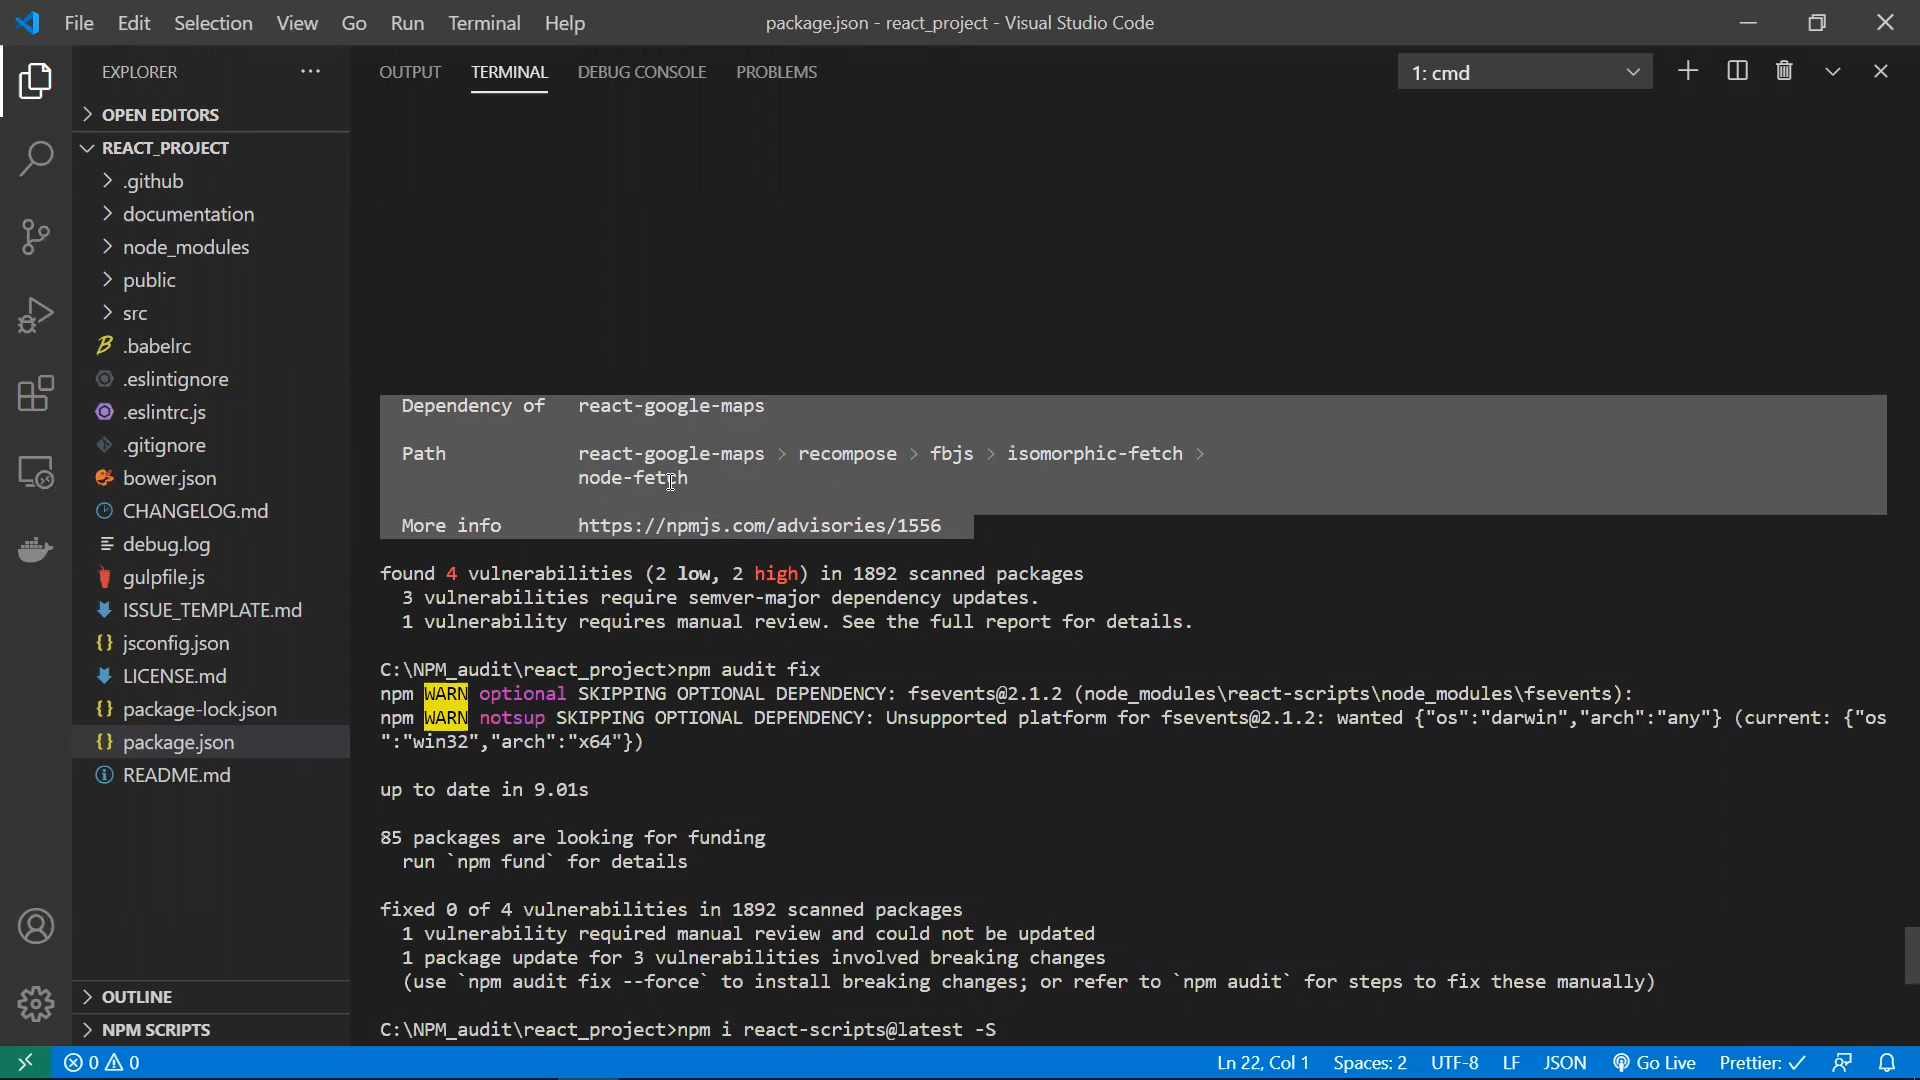 File Edit Selection View Go Run Terminal Help
package.json - react_project - Visual Studio Code
EXPLORER
OPEN EDITORS
REACT_PROJECT
.github
documentation
node_modules
public
src
.babelrc
.eslintignore
.eslintrc.js
.gitignore
bower.json
CHANGELOG.md
debug.log
gulpfile.js
ISSUE_TEMPLATE.md
jsconfig.json
LICENSE.md
package-lock.json
package.json
README.md
OUTLINE
NPM SCRIPTS
OUTPUT TERMINAL DEBUG CONSOLE PROBLEMS
1: cmd
Dependency of react-google-maps
Path react-google-maps > recompose > fbjs > isomorphic-fetch >
node-fetch
More info https://npmjs.com/advisories/1556
found 4 vulnerabilities (2 low, 2 high) in 1892 scanned packages
3 vulnerabilities require semver-major dependency updates.
1 vulnerability requires manual review. See the full report for details.
C:\NPM_audit\react_project>npm audit fix
npm WARN optional SKIPPING OPTIONAL DEPENDENCY: fsevents@2.1.2 (node_modules\react-scripts\node_modules\fsevents):
npm WARN notsup SKIPPING OPTIONAL DEPENDENCY: Unsupported platform for fsevents@2.1.2: wanted {"os":"darwin","arch":"any"} (current: {"os
":"win32","arch":"x64"})
up to date in 9.01s
85 packages are looking for funding
run `npm fund` for details
fixed 0 of 4 vulnerabilities in 1892 scanned packages
1 vulnerability required manual review and could not be updated
1 package update for 3 vulnerabilities involved breaking changes
(use `npm audit fix --force` to install breaking changes; or refer to `npm audit` for steps to fix these manually)
C:\NPM_audit\react_project>npm i react-scripts@latest -S
0 0
Ln 22, Col 1 Spaces: 2 UTF-8 LF JSON Go Live Prettier: ✓